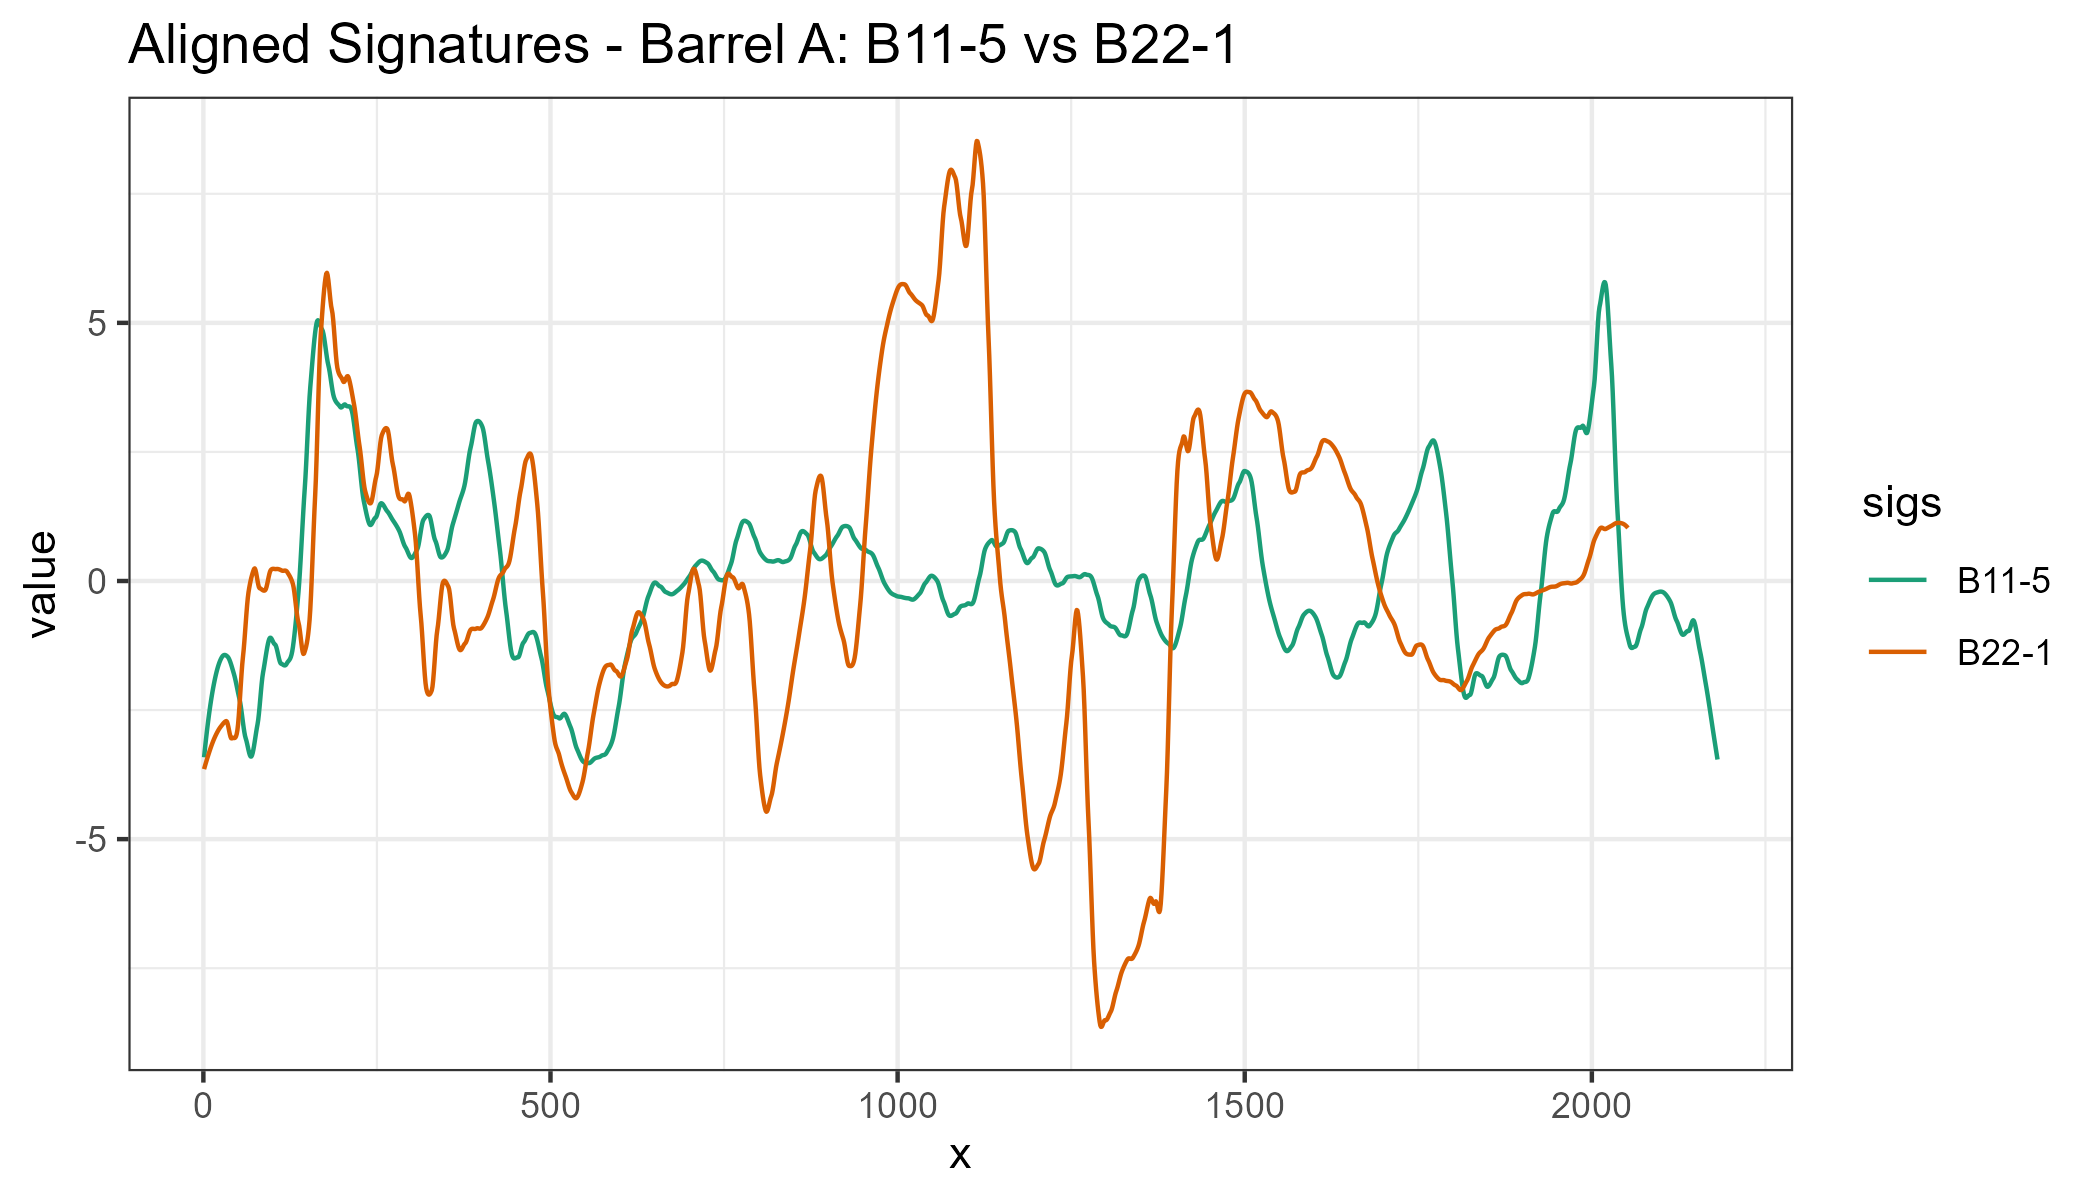 Aligned Signatures - Barrel A: B11-5 vs B22-1
value
5
0
-5
0 500 1000 1500 2000
x
sigs
B11-5
B22-1